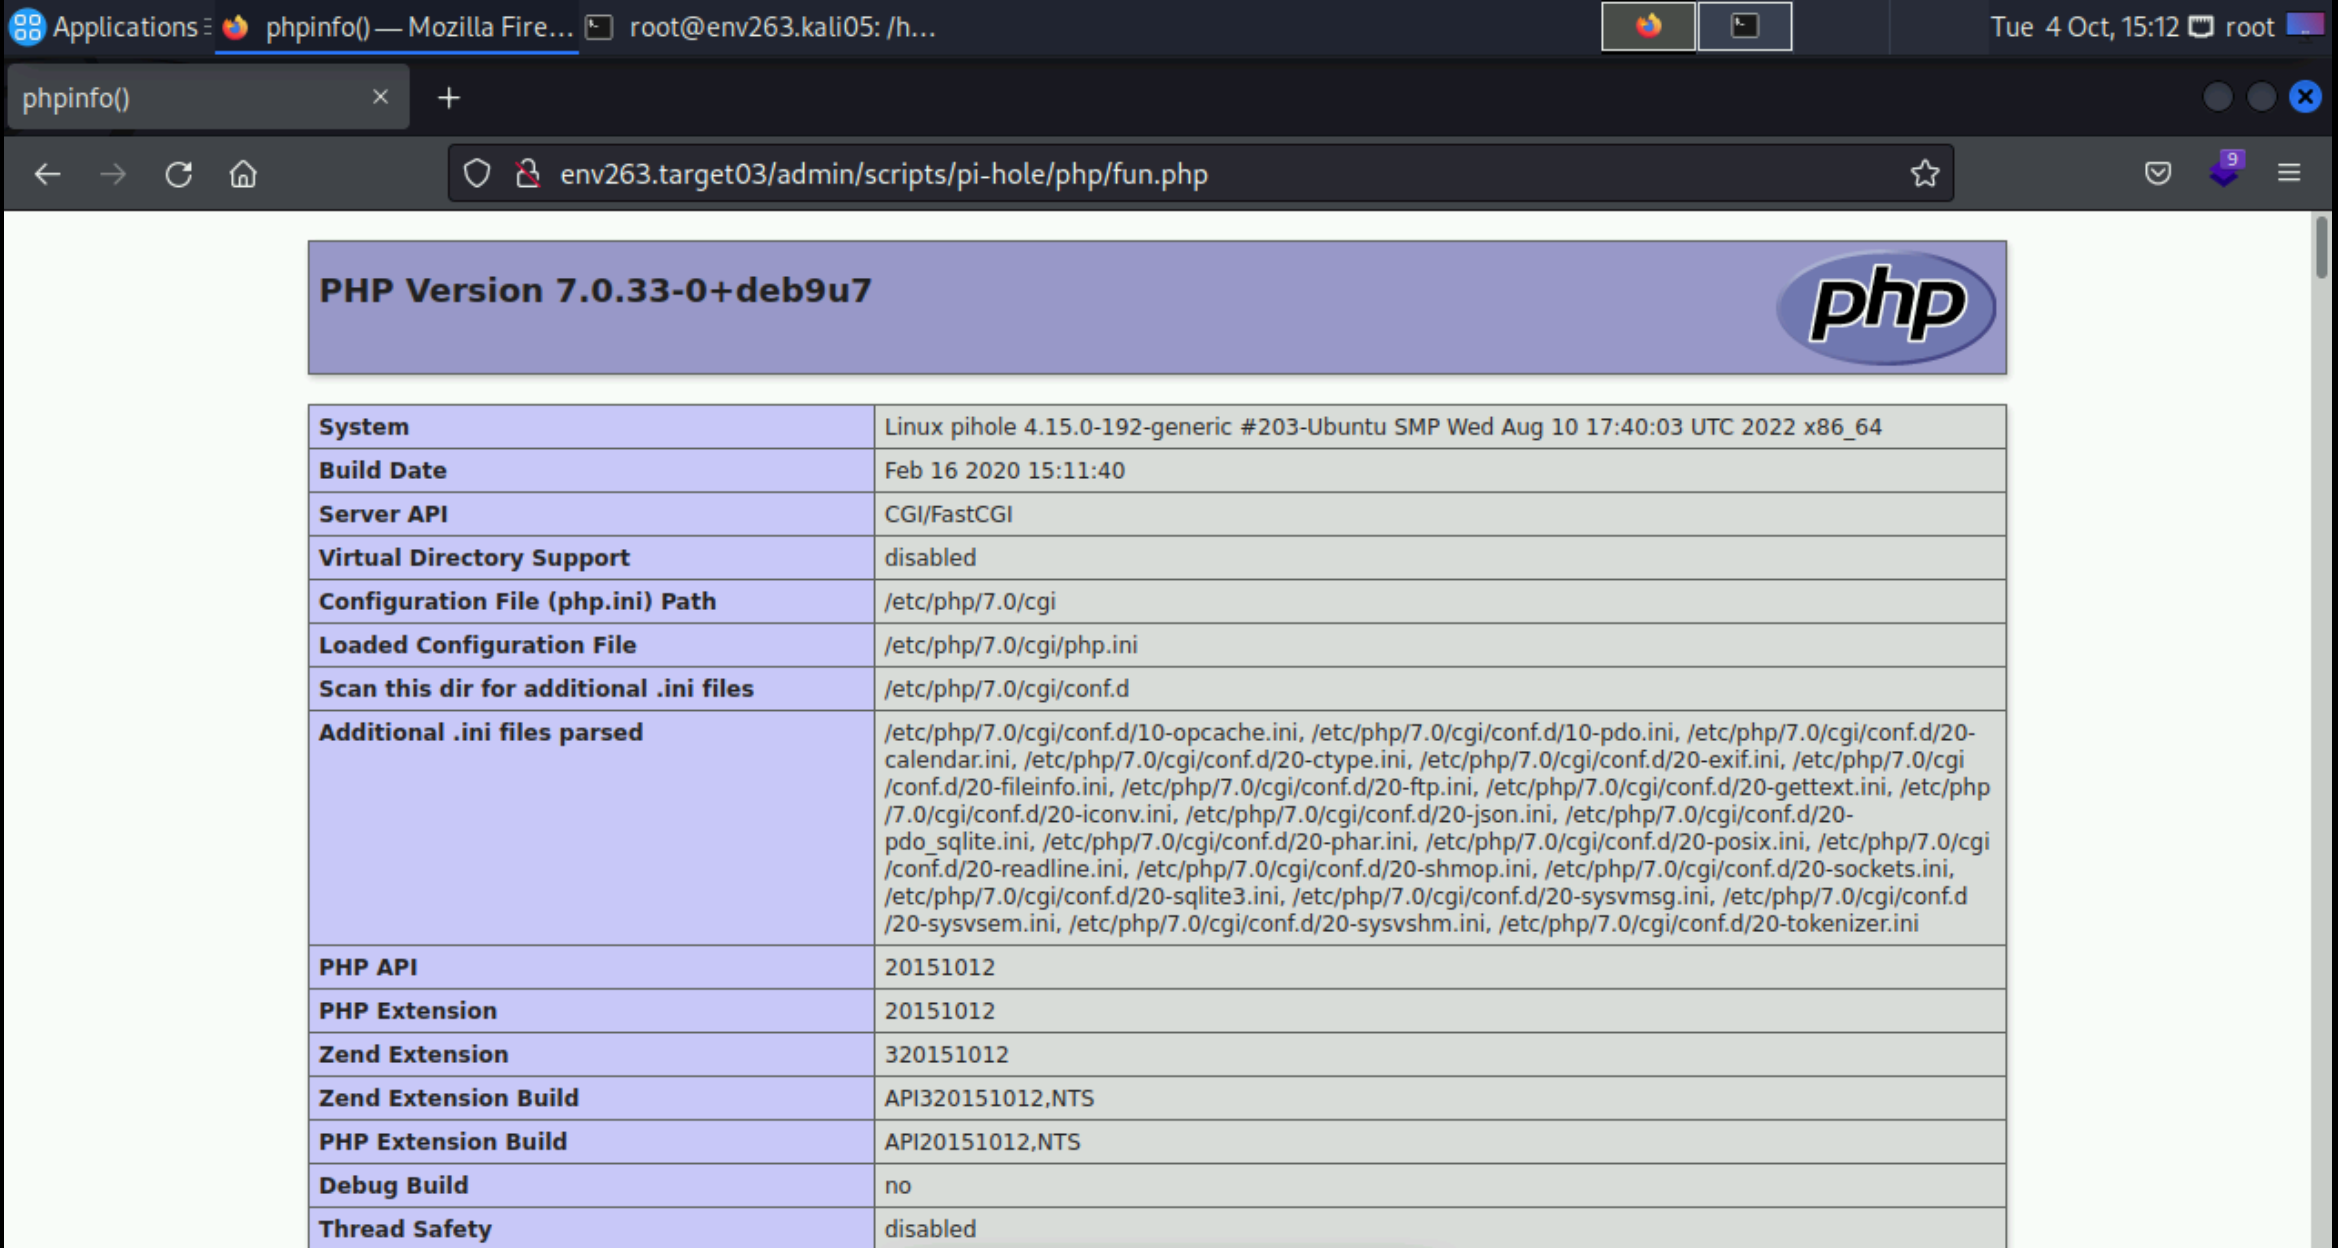 Applications phpinfo() — Mozilla Fire... root@env263.kali05: /h... Tue 4 Oct, 15:12 root
phpinfo()
env263.target03/admin/scripts/pi-hole/php/fun.php 9
PHP Version 7.0.33-0+deb9u7
php
System Linux pihole 4.15.0-192-generic #203-Ubuntu SMP Wed Aug 10 17:40:03 UTC 2022 x86_64
Build Date Feb 16 2020 15:11:40
Server API CGI/FastCGI
Virtual Directory Support disabled
Configuration File (php.ini) Path /etc/php/7.0/cgi
Loaded Configuration File /etc/php/7.0/cgi/php.ini
Scan this dir for additional .ini files /etc/php/7.0/cgi/conf.d
Additional .ini files parsed /etc/php/7.0/cgi/conf.d/10-opcache.ini, /etc/php/7.0/cgi/conf.d/10-pdo.ini, /etc/php/7.0/cgi/conf.d/20-
calendar.ini, /etc/php/7.0/cgi/conf.d/20-ctype.ini, /etc/php/7.0/cgi/conf.d/20-exif.ini, /etc/php/7.0/cgi
/conf.d/20-fileinfo.ini, /etc/php/7.0/cgi/conf.d/20-ftp.ini, /etc/php/7.0/cgi/conf.d/20-gettext.ini, /etc/php
/7.0/cgi/conf.d/20-iconv.ini, /etc/php/7.0/cgi/conf.d/20-json.ini, /etc/php/7.0/cgi/conf.d/20-
pdo_sqlite.ini, /etc/php/7.0/cgi/conf.d/20-phar.ini, /etc/php/7.0/cgi/conf.d/20-posix.ini, /etc/php/7.0/cgi
/conf.d/20-readline.ini, /etc/php/7.0/cgi/conf.d/20-shmop.ini, /etc/php/7.0/cgi/conf.d/20-sockets.ini,
/etc/php/7.0/cgi/conf.d/20-sqlite3.ini, /etc/php/7.0/cgi/conf.d/20-sysvmsg.ini, /etc/php/7.0/cgi/conf.d
/20-sysvsem.ini, /etc/php/7.0/cgi/conf.d/20-sysvshm.ini, /etc/php/7.0/cgi/conf.d/20-tokenizer.ini
PHP API 20151012
PHP Extension 20151012
Zend Extension 320151012
Zend Extension Build API320151012,NTS
PHP Extension Build API20151012,NTS
Debug Build no
Thread Safety disabled